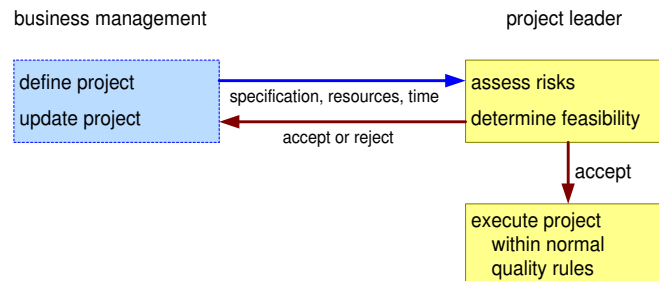 business management
project leader
define project
update project
specification, resources, time
accept or reject
assess risks
determine feasibility
accept
execute project
within normal
quality rules